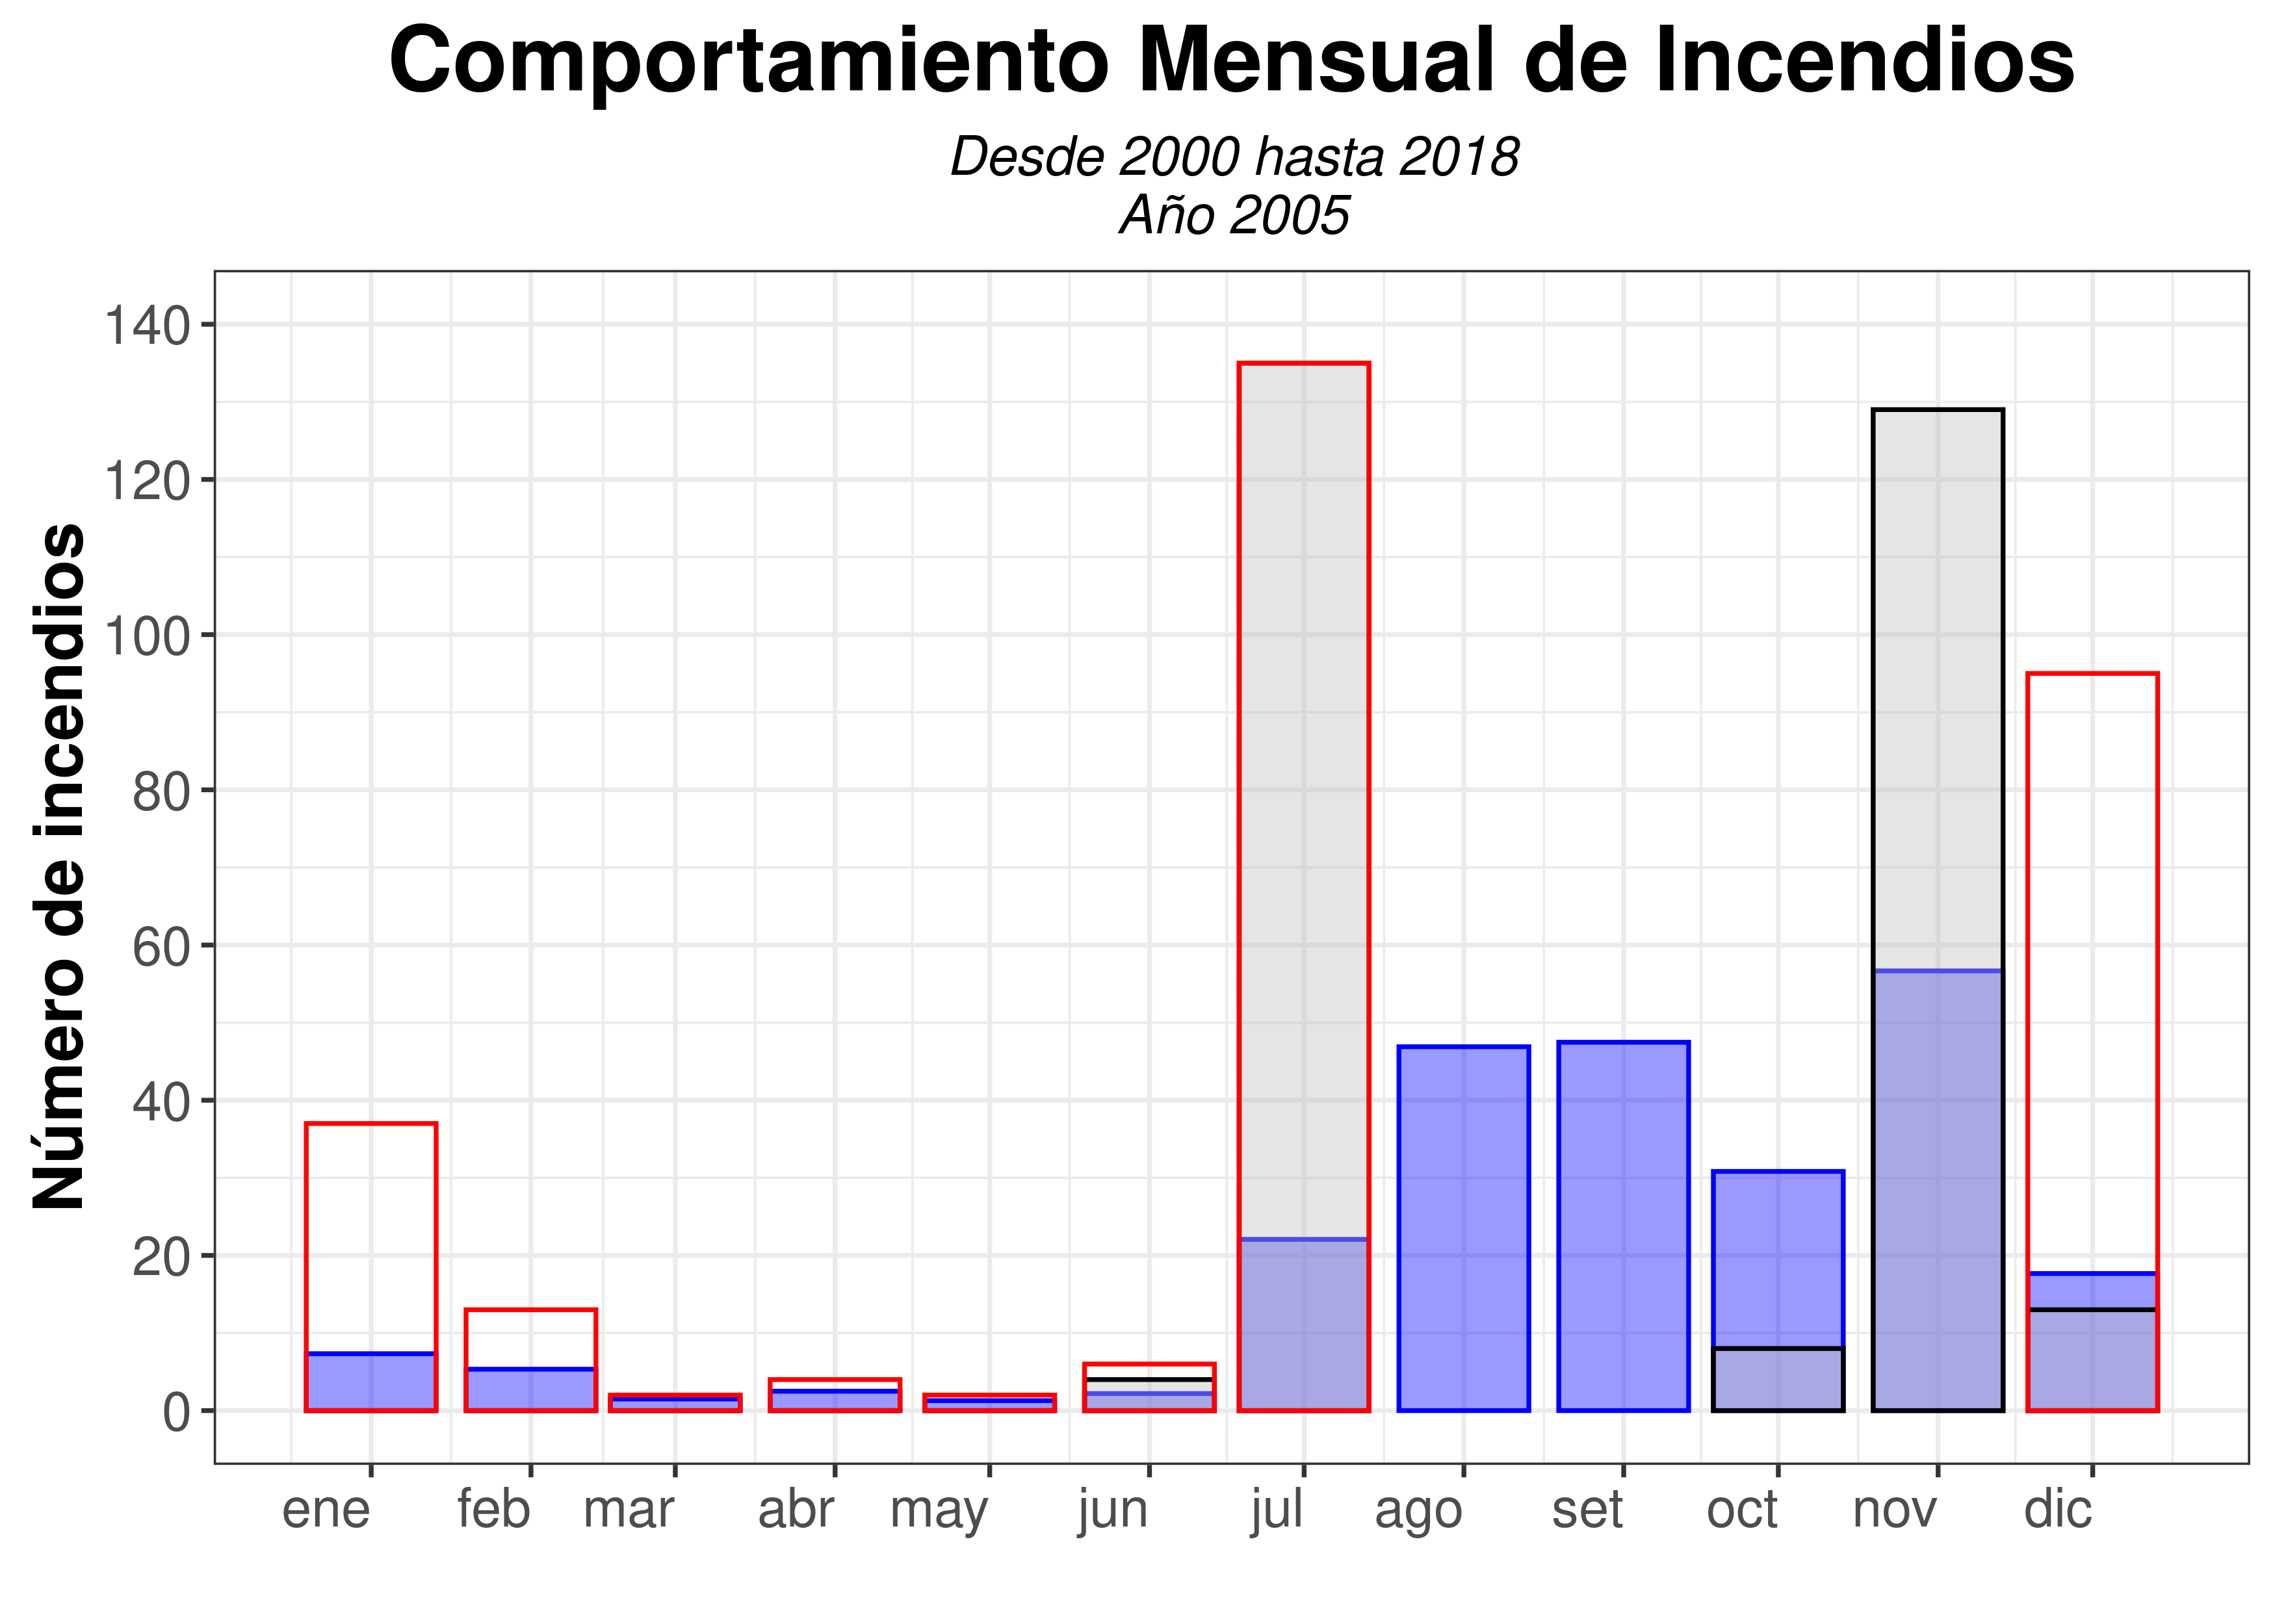 Comportamiento Mensual de Incendios
Desde 2000 hasta 2018
Año 2005
Número de incendios
140
120
100
80
60
40
20
0
ene feb mar abr may jun jul ago set oct nov dic